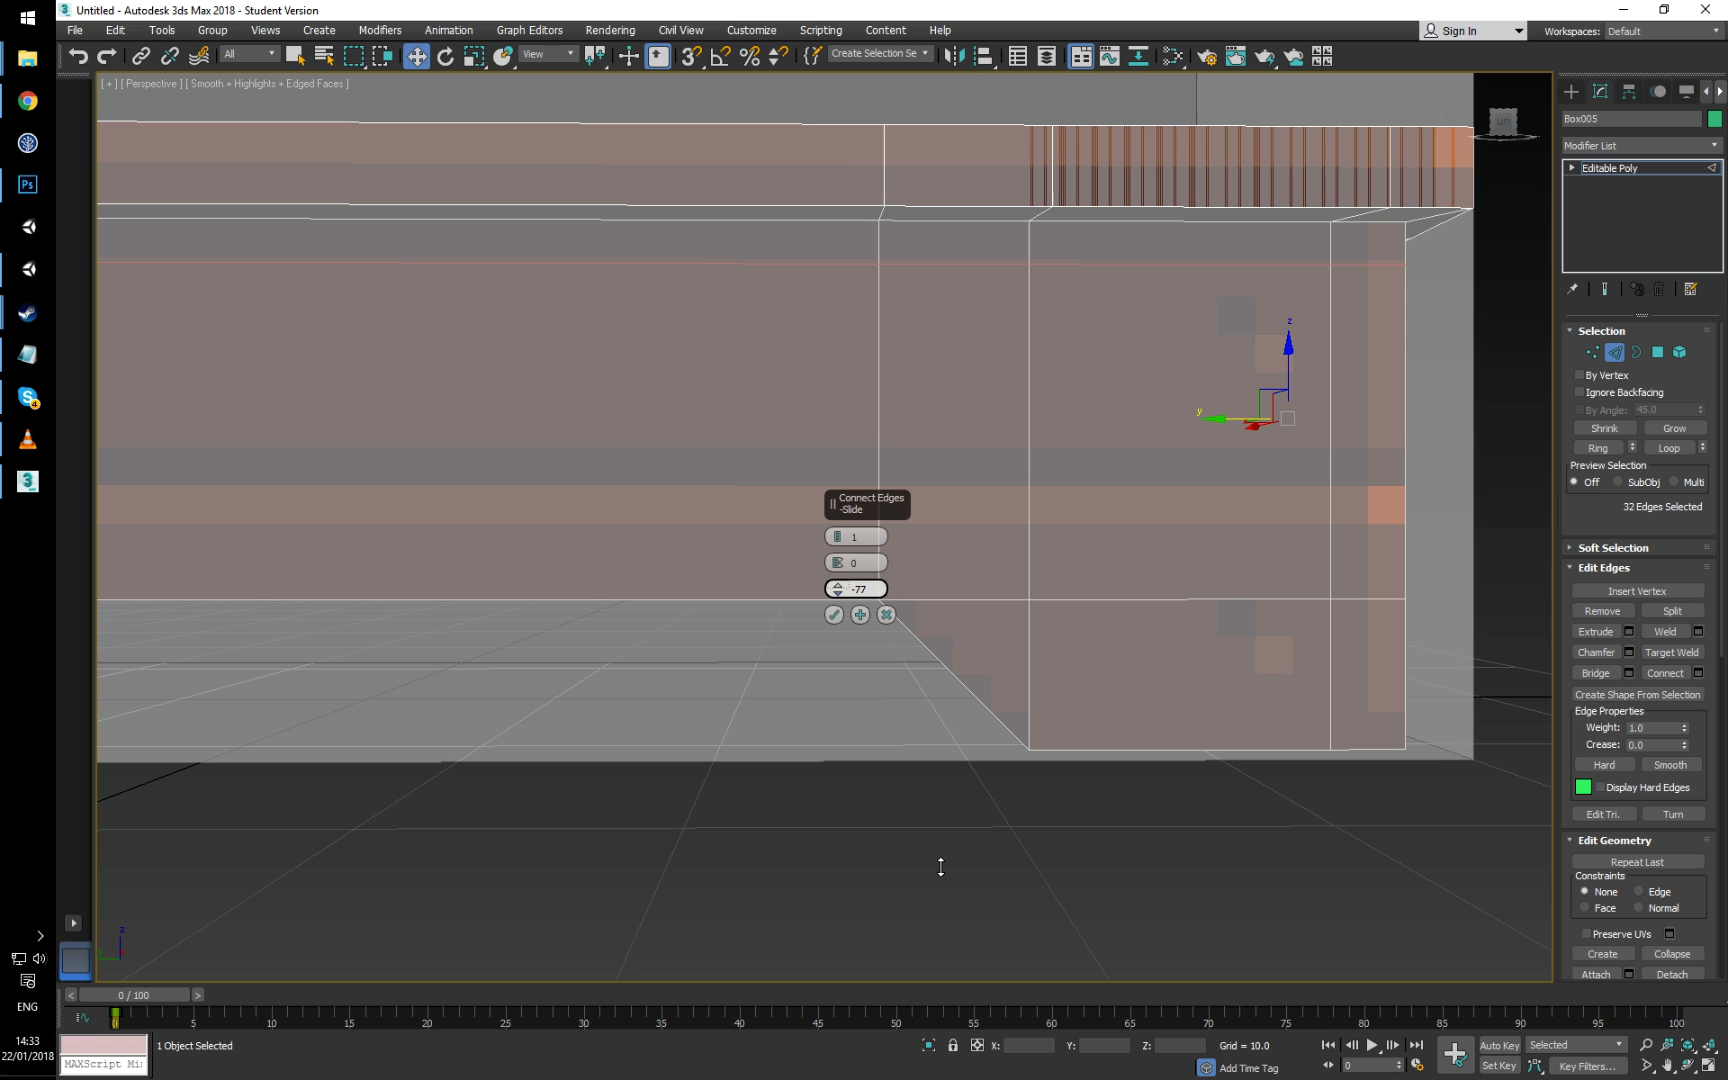 Untitled - Autodesk 3ds Max 2018 - Student Version
File Edit Tools Group Views Create Modifiers Animation Graph Editors Rendering Civil View Customize Scripting Content Help
Sign In
Workspaces: Default
All
View
Create Selection Se
[ + ] [ Perspective ] [ Smooth + Highlights + Edged Faces ]
LEFT
Box005
Modifier List
Editable Poly
Selection
By Vertex
Ignore Backfacing
By Angle: 45.0
Shrink Grow
Ring Loop
Preview Selection
Off SubObj Multi
32 Edges Selected
Soft Selection
Edit Edges
Insert Vertex
Remove Split
Extrude Weld
Chamfer Target Weld
Bridge Connect
Create Shape From Selection
Edge Properties
Weight: 1.0
Crease: 0.0
Hard Smooth
Display Hard Edges
Edit Tri. Turn
Edit Geometry
Repeat Last
Constraints
None Edge
Face Normal
Preserve UVs
Create Collapse
Attach Detach
z
y
Connect Edges
-Slide
1
0
-77
z
0 / 100
0 5 10 15 20 25 30 35 40 45 50 55 60 65 70 75 80 85 90 95 100
1 Object Selected
MAXScript Mi
X: Y: Z: Grid = 10.0
Add Time Tag
Auto Key Selected
Set Key Key Filters...
0
Ps
3
4
ENG
14:33
22/01/2018